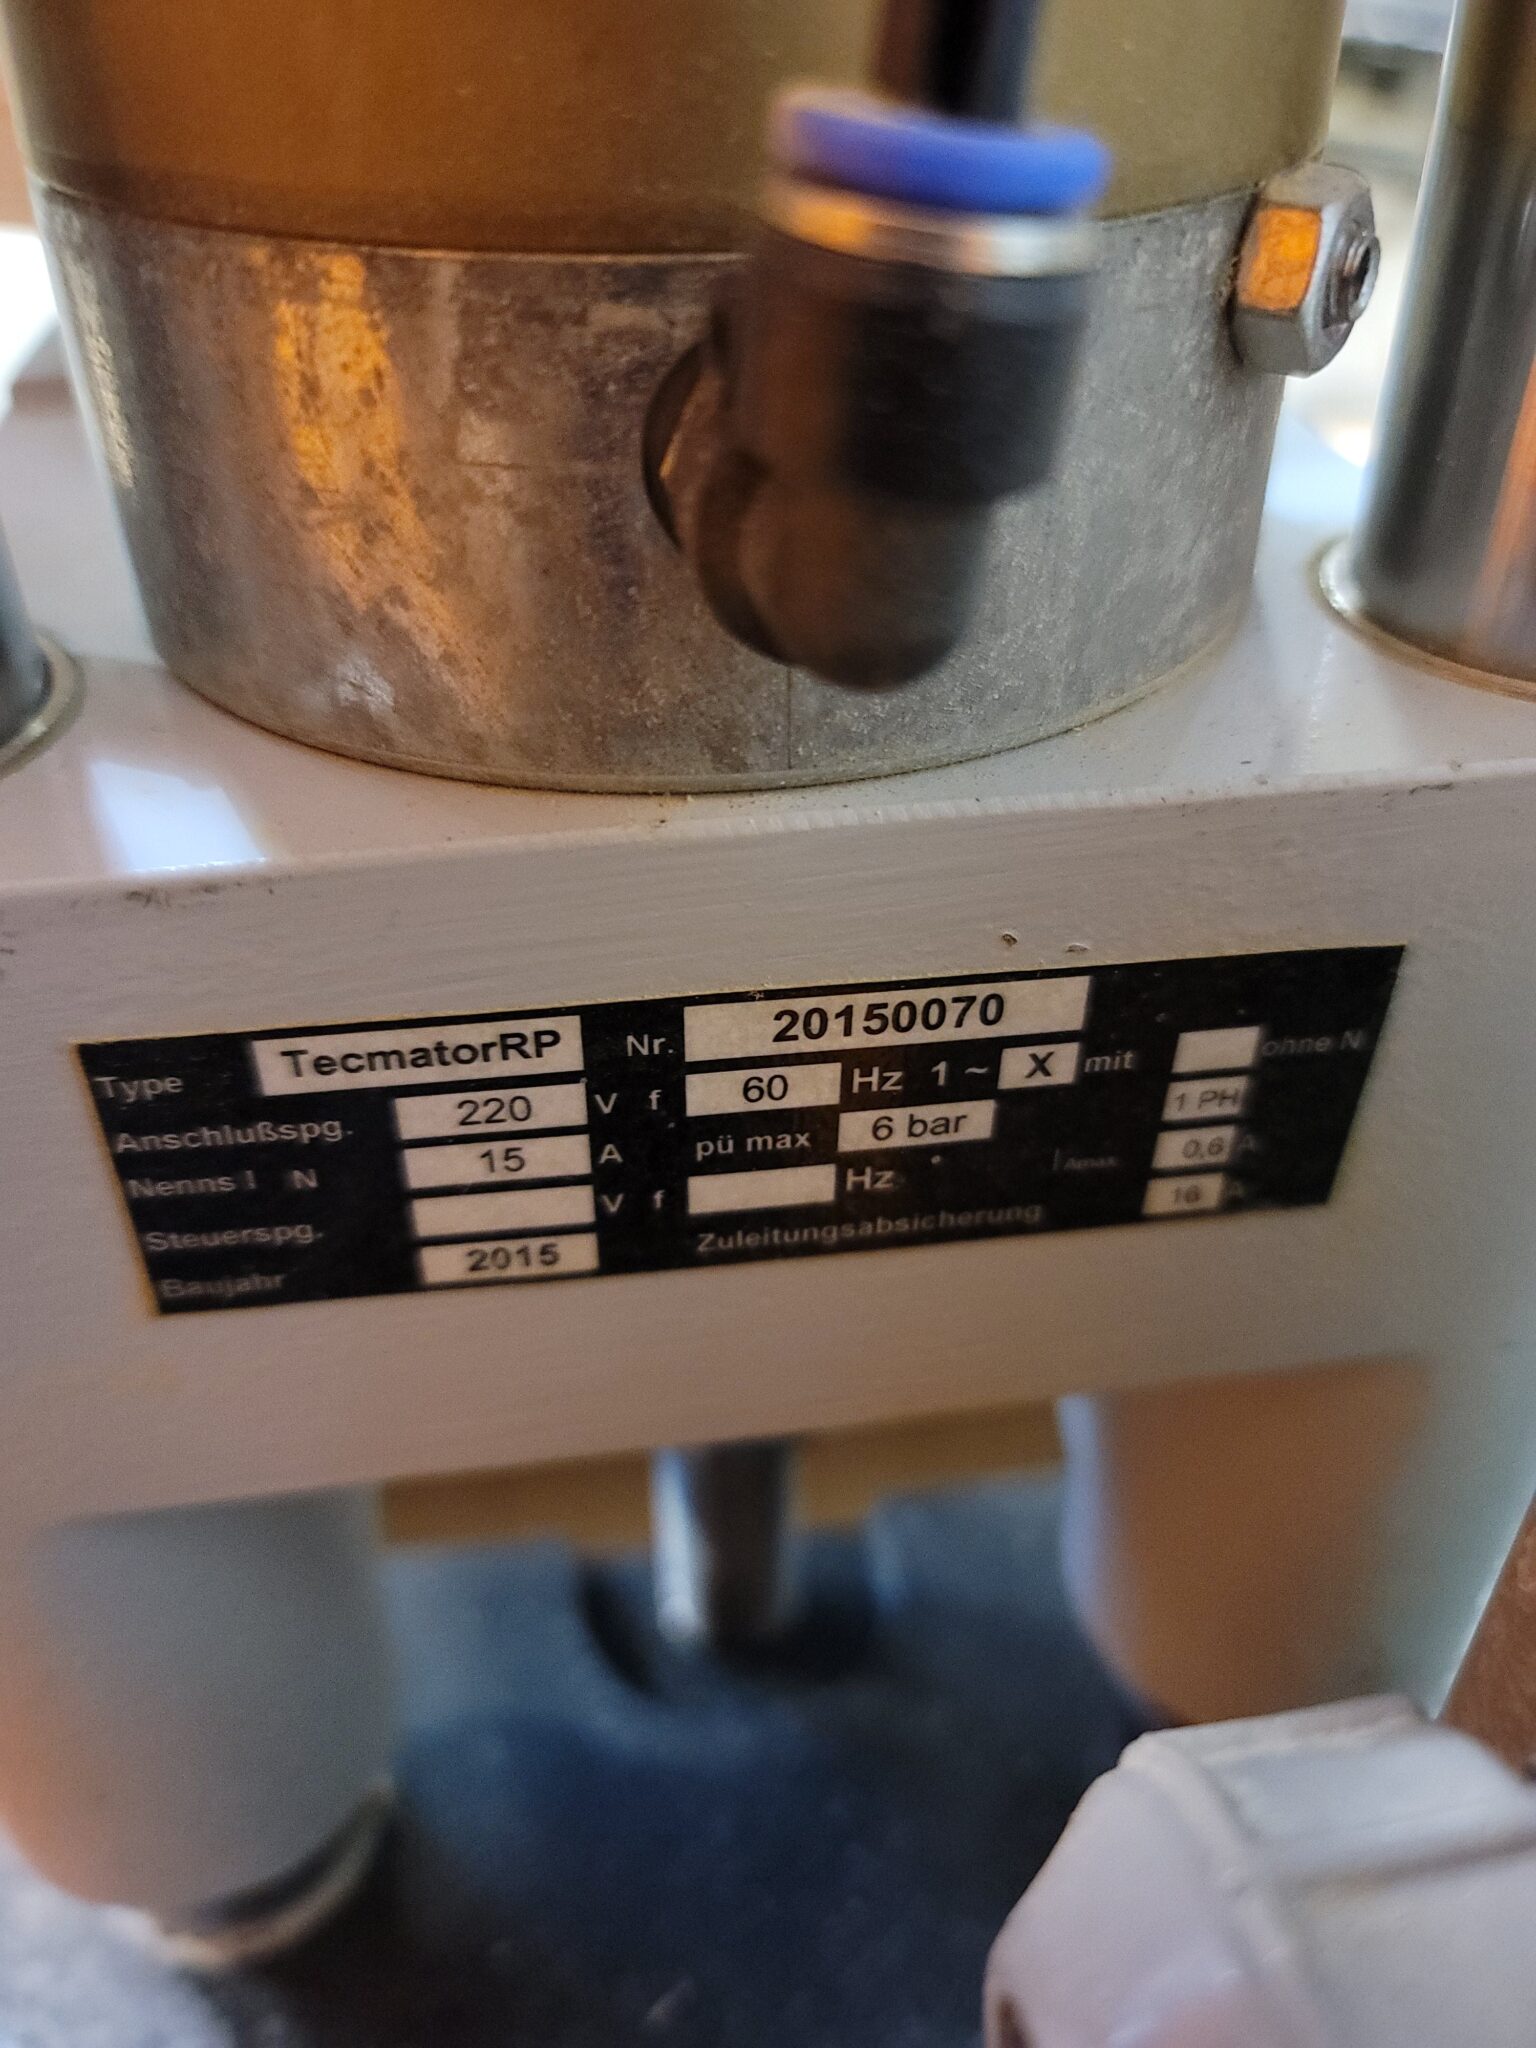 Type TecmatorRP Nr. 20150070
Anschlußspg. 220 V f 60 Hz 1 ~ X mit ohne N
Nenns I N 15 A pü max 6 bar 1 PH
Steuerspg. V f Hz I Amax 0,6 A
Baujahr 2015 Zuleitungsabsicherung 16 A